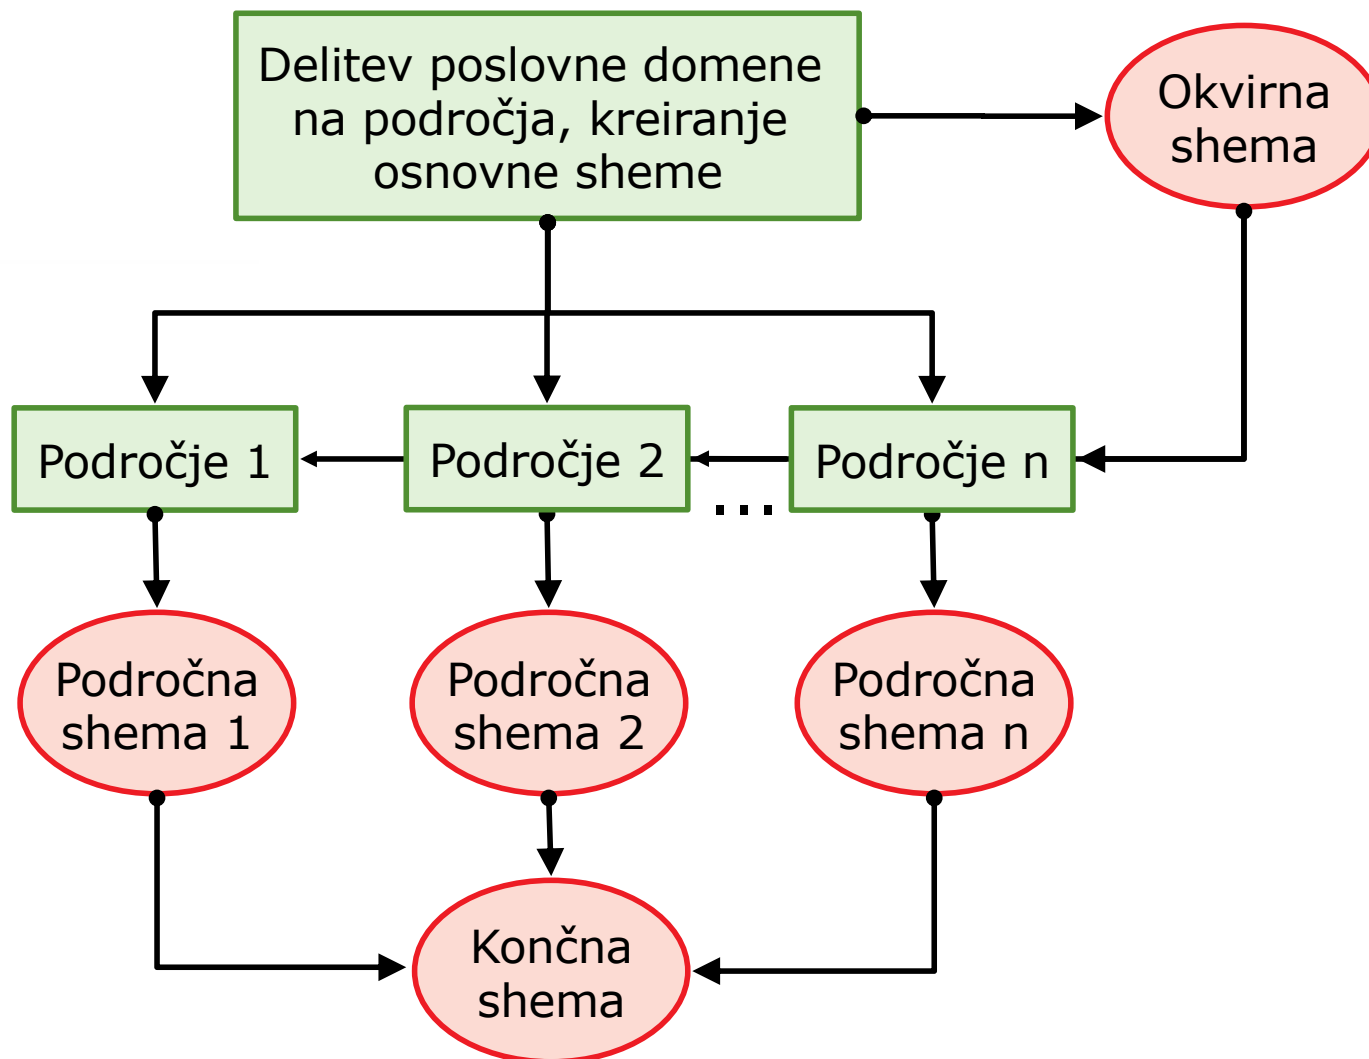 Delitev poslovne domene
na področja, kreiranje
osnovne sheme
Okvirna
shema
Področje 1
Področje 2
...
Področje n
Področna
shema 1
Področna
shema 2
Področna
shema n
Končna
shema